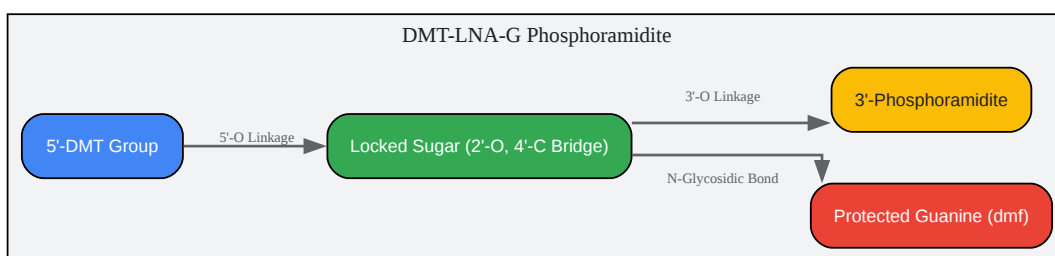 DMT-LNA-G Phosphoramidite
5'-DMT Group
5'-O Linkage
Locked Sugar (2'-O, 4'-C Bridge)
3'-O Linkage
3'-Phosphoramidite
N-Glycosidic Bond
Protected Guanine (dmf)